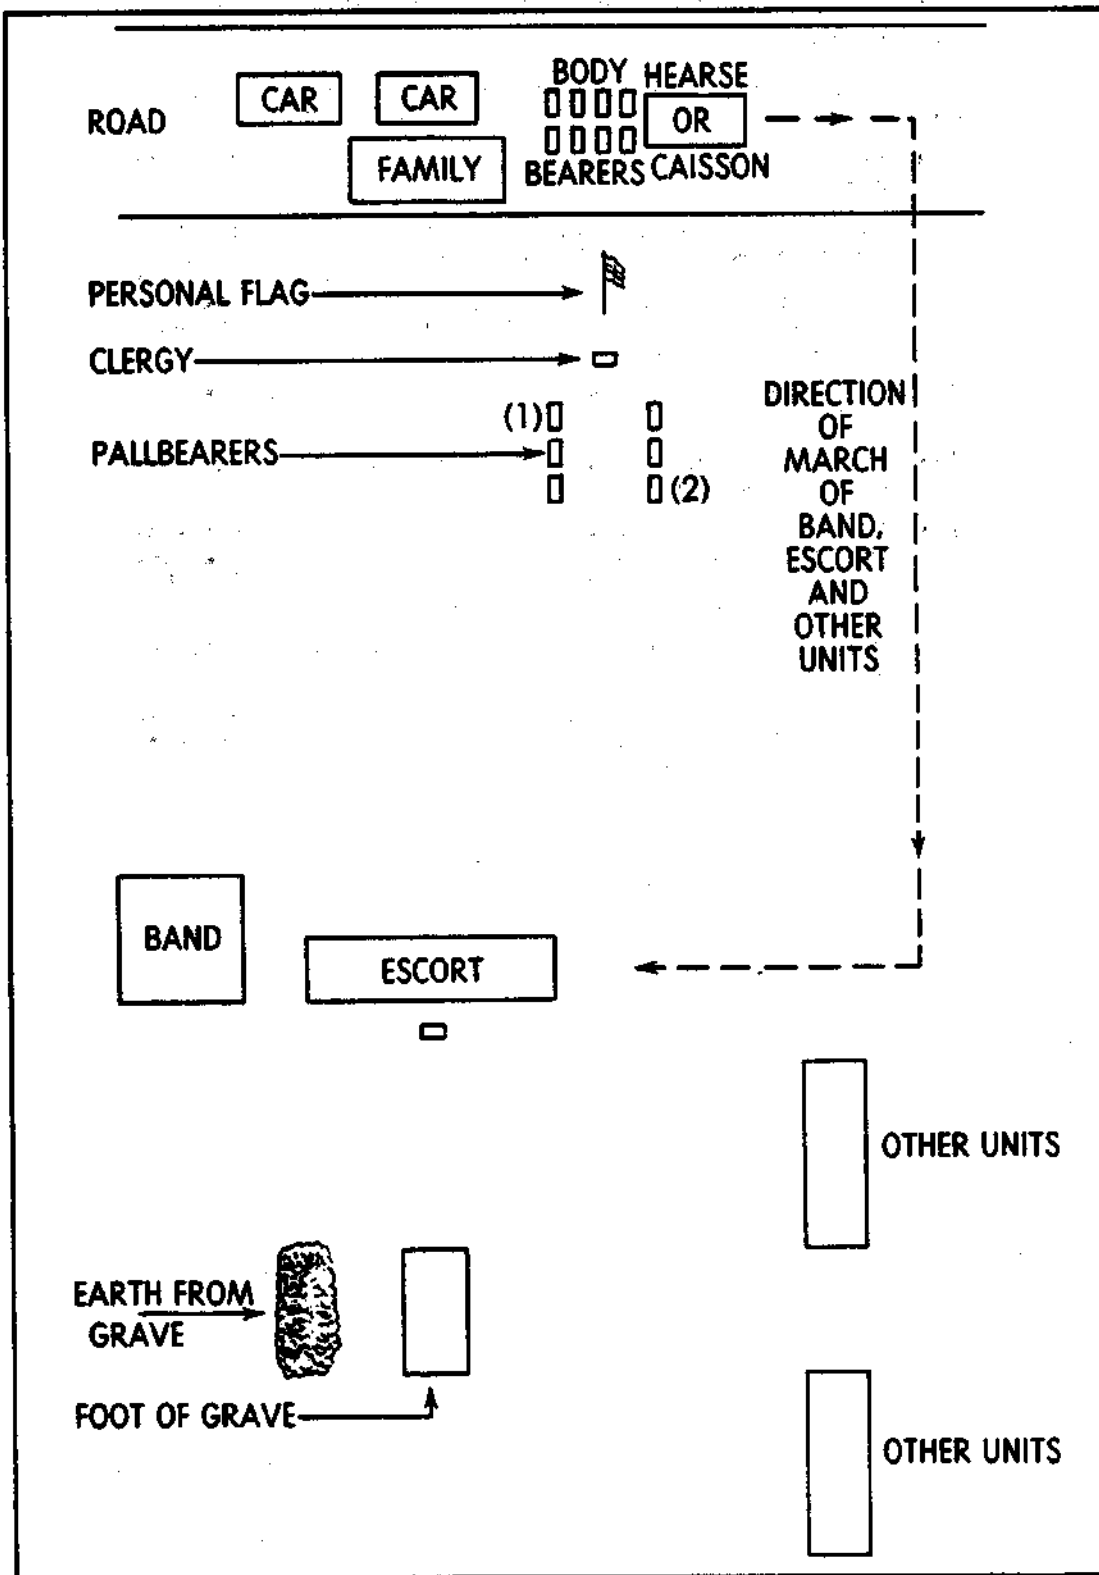 BODY HEARSE
CAR CAR OR
ROAD
FAMILY BEARERS CAISSON
PERSONAL FLAG
CLERGY
(1)
PALLBEARERS
(2)
DIRECTION
OF
MARCH
OF
BAND,
ESCORT
AND
OTHER
UNITS
BAND
ESCORT
OTHER UNITS
EARTH FROM
GRAVE
FOOT OF GRAVE
OTHER UNITS